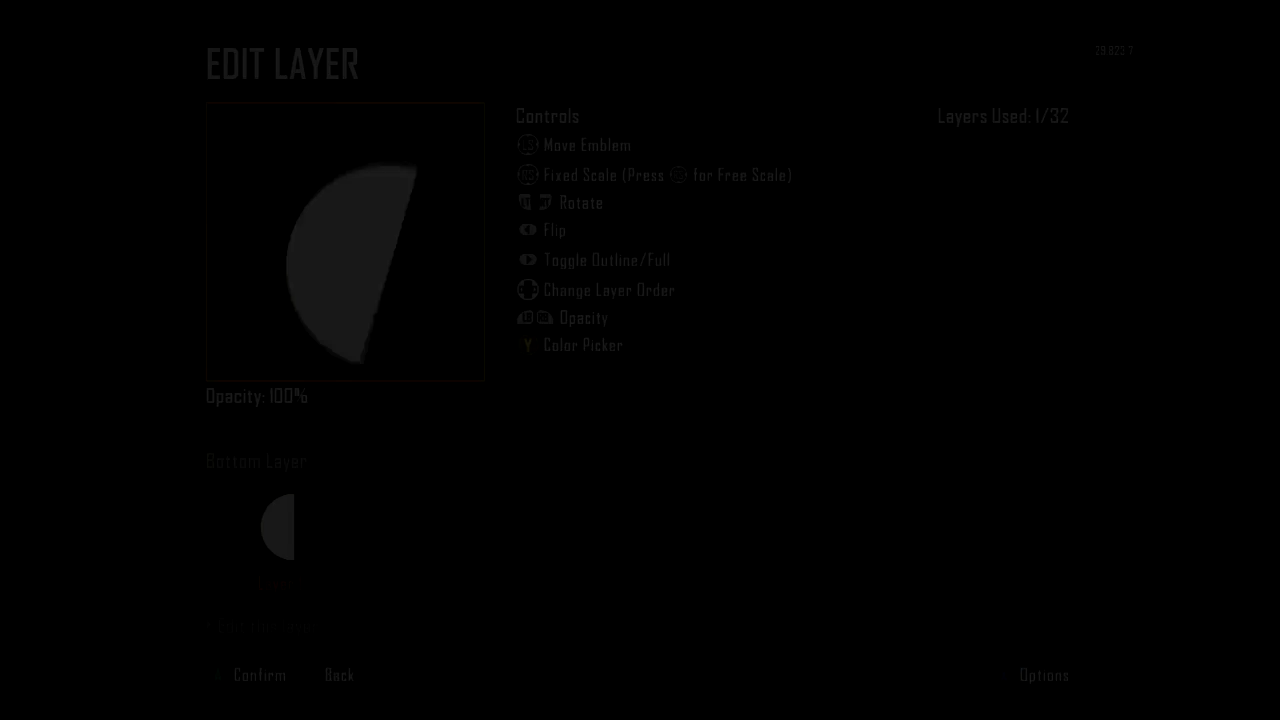 EDIT LAYER
Controls
Layers Used: 1/32
Move Emblem
Fixed Scale (Press for Free Scale)
Rotate
Flip
Toggle Outline/Full
Change Layer Order
Opacity
Y Color Picker
Opacity: 100%
Bottom Layer
Confirm Back
Options